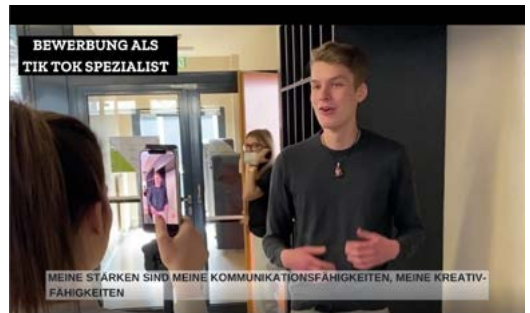 BEWERBUNG ALS
TIK TOK SPEZIALIST
MEINE STÄRKEN SIND MEINE KOMMUNIKATIONSFÄHIGKEITEN, MEINE KREATIV-
FÄHIGKEITEN